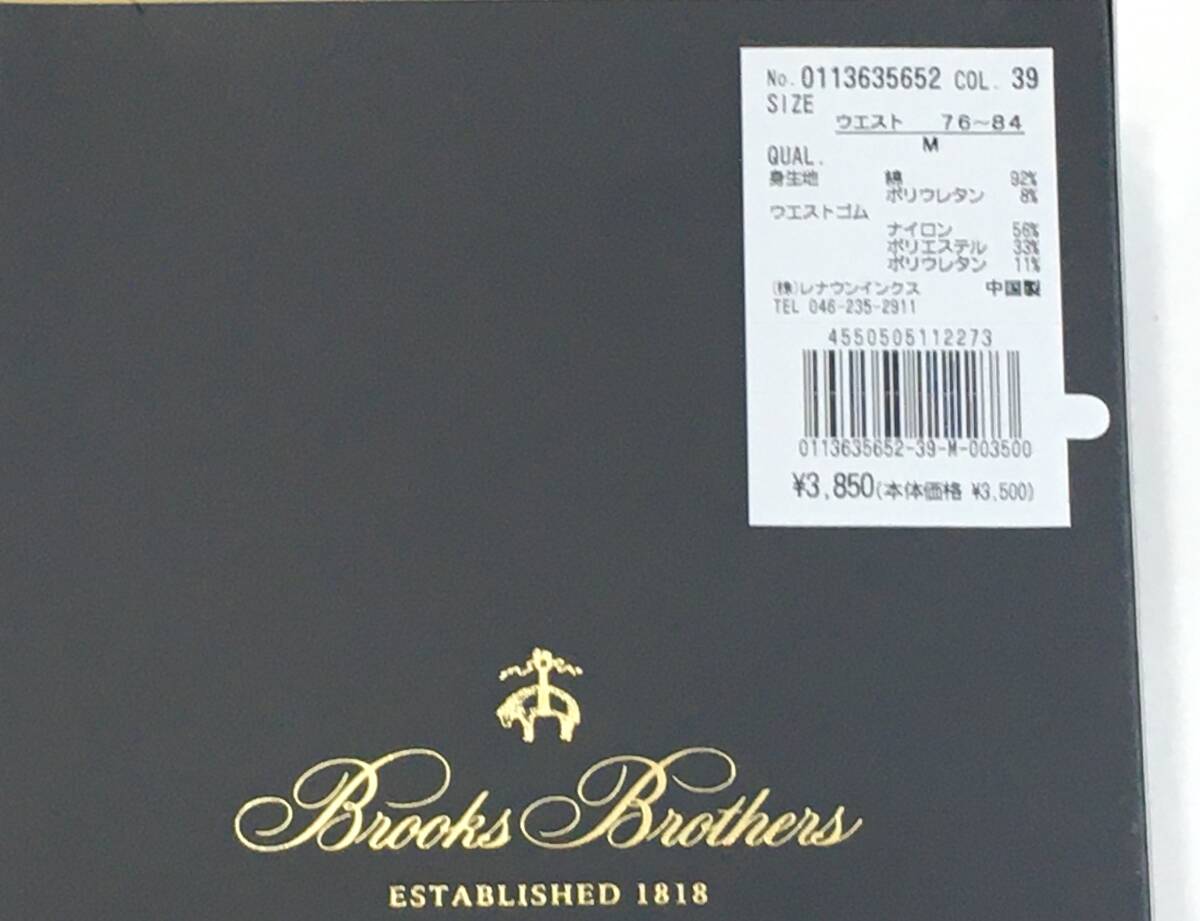 No. 0113635652 COL. 39
SIZE
ウエスト 76~84
M
QUAL.
身生地 綿 92%
ポリウレタン 8%
ウエストゴム
ナイロン 56%
ポリエステル 33%
ポリウレタン 11%
(株)レナウンインクス 中国製
TEL 046-235-2911
4550505112273
0113635652-39-M-003500
¥3,850(本体価格 ¥3,500)
Brooks Brothers
ESTABLISHED 1818